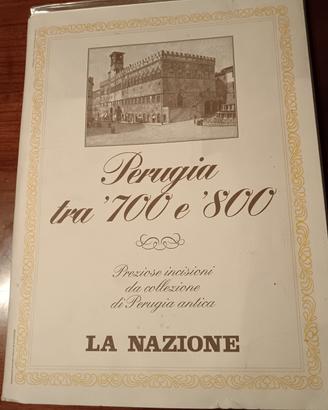 Perugia
tra '700 e '800
Preziose incisioni
da collezione
di Perugia antica
LA NAZIONE